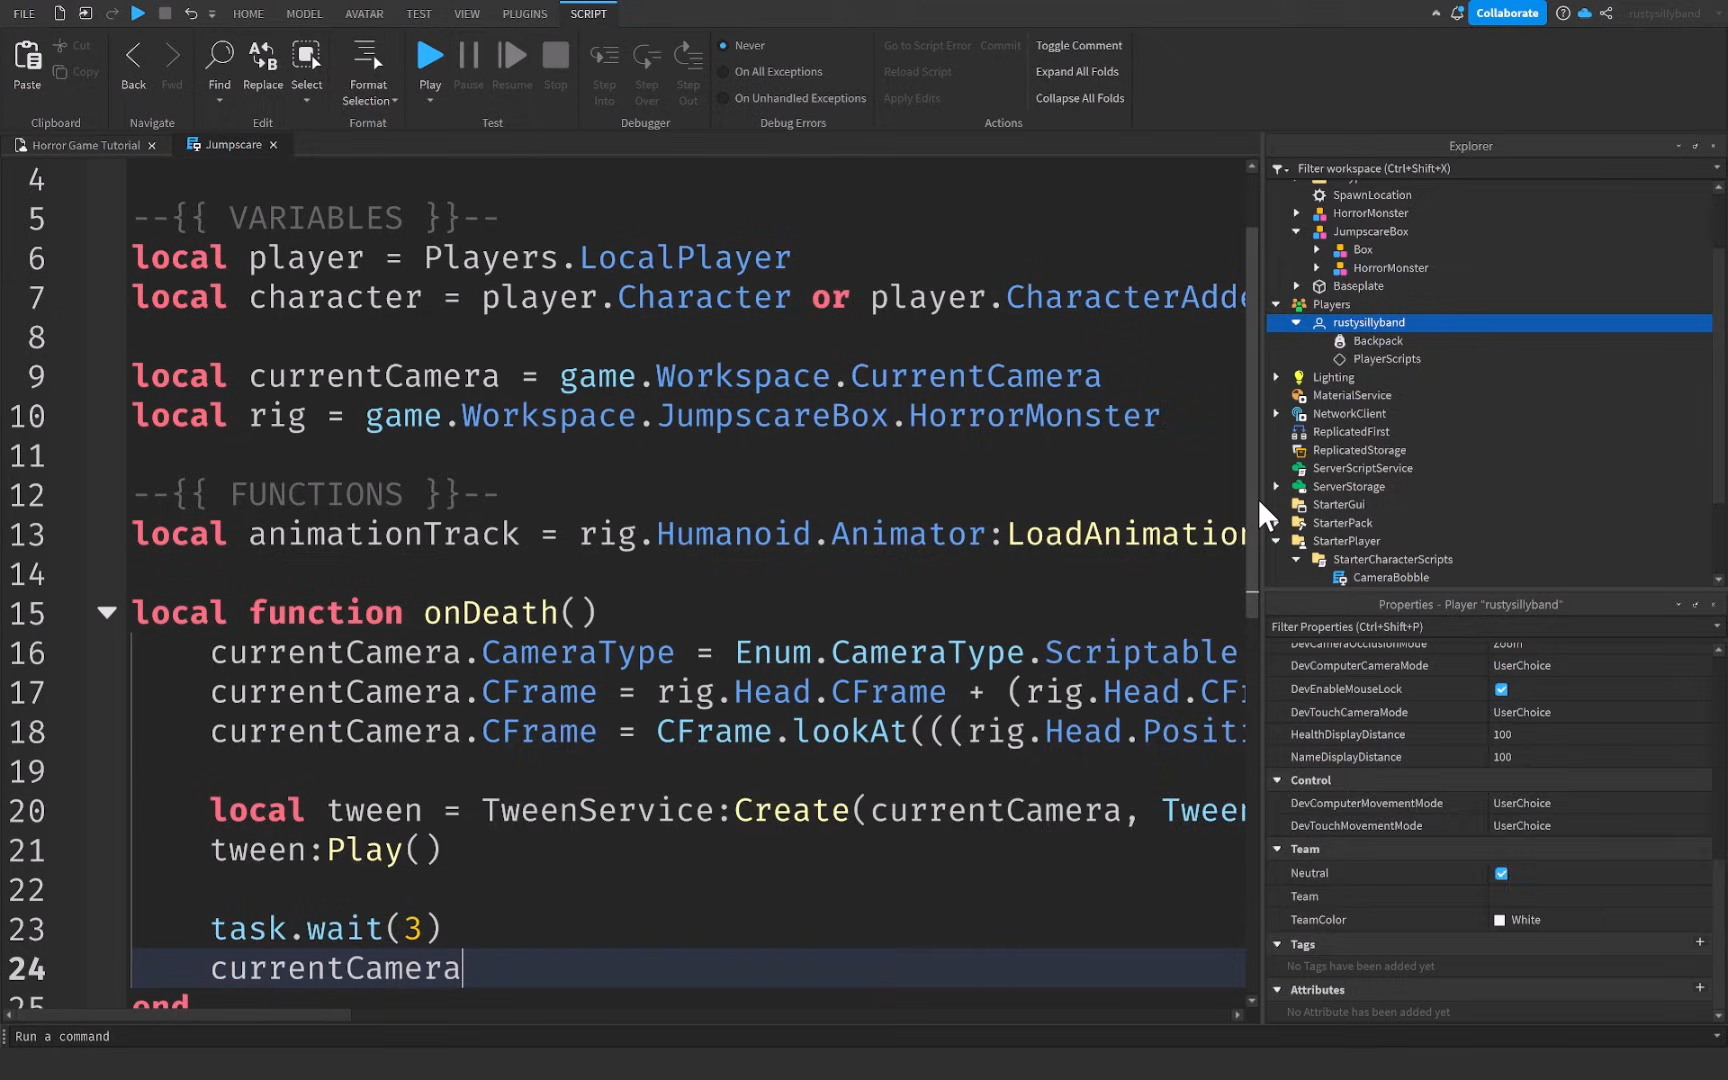 FILE HOME MODEL AVATAR TEST VIEW PLUGINS SCRIPT Collaborate rustysillyband
Paste
Cut
Copy
Clipboard
Back
Fwd
Navigate
Find
Replace
Select
Edit
Format
Selection
Format
Play
Pause
Resume
Stop
Test
Step
Into
Step
Over
Step
Out
Debugger
Never
On All Exceptions
On Unhandled Exceptions
Debug Errors
Go to Script Error Commit
Reload Script
Apply Edits
Toggle Comment
Expand All Folds
Collapse All Folds
Actions
Horror Game Tutorial
Jumpscare
4
5 --{{ VARIABLES }}--
6 local player = Players.LocalPlayer
7 local character = player.Character or player.CharacterAdde
8
9 local currentCamera = game.Workspace.CurrentCamera
10 local rig = game.Workspace.JumpscareBox.HorrorMonster
11
12 --{{ FUNCTIONS }}--
13 local animationTrack = rig.Humanoid.Animator:LoadAnimation
14
15 local function onDeath()
16 currentCamera.CameraType = Enum.CameraType.Scriptable
17 currentCamera.CFrame = rig.Head.CFrame + (rig.Head.CFr
18 currentCamera.CFrame = CFrame.lookAt(((rig.Head.Positi
19
20 local tween = TweenService:Create(currentCamera, Tween
21 tween:Play()
22
23 task.wait(3)
24 currentCamera
25 end
Run a command
Explorer
Filter workspace (Ctrl+Shift+X)
SpawnLocation
HorrorMonster
JumpscareBox
Box
HorrorMonster
Baseplate
Players
rustysillyband
Backpack
PlayerScripts
Lighting
MaterialService
NetworkClient
ReplicatedFirst
ReplicatedStorage
ServerScriptService
ServerStorage
StarterGui
StarterPack
StarterPlayer
StarterCharacterScripts
CameraBobble
Properties - Player "rustysillyband"
Filter Properties (Ctrl+Shift+P)
DevCameraOcclusionMode Zoom
DevComputerCameraMode UserChoice
DevEnableMouseLock
DevTouchCameraMode UserChoice
HealthDisplayDistance 100
NameDisplayDistance 100
Control
DevComputerMovementMode UserChoice
DevTouchMovementMode UserChoice
Team
Neutral
Team
TeamColor White
Tags
No Tags have been added yet
Attributes
No Attribute has been added yet